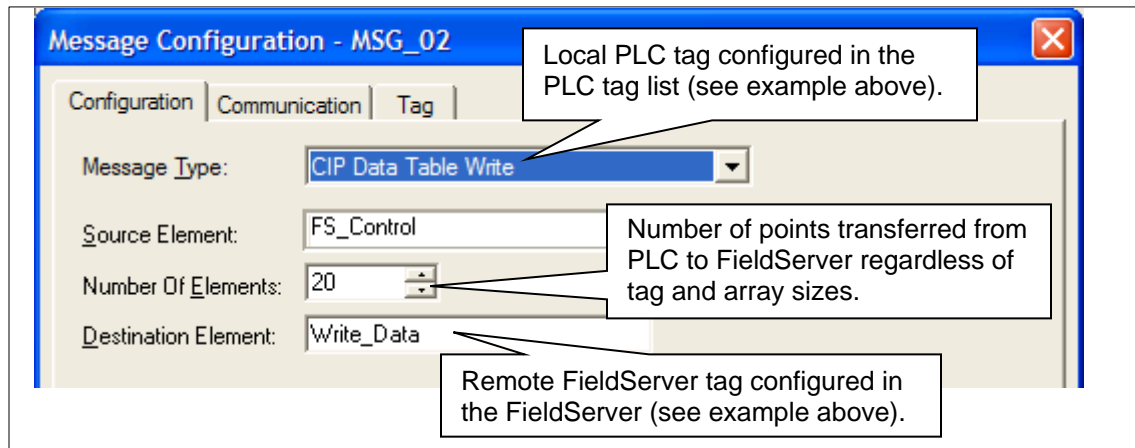 Message Configuration - MSG_02
Local PLC tag configured in the
PLC tag list (see example above).
Configuration
Communication
Tag
Message Type:
CIP Data Table Write
Source Element:
FS_Control
Number of points transferred from
PLC to FieldServer regardless of
tag and array sizes.
Number Of Elements:
20
Destination Element:
Write_Data
Remote FieldServer tag configured in
the FieldServer (see example above).